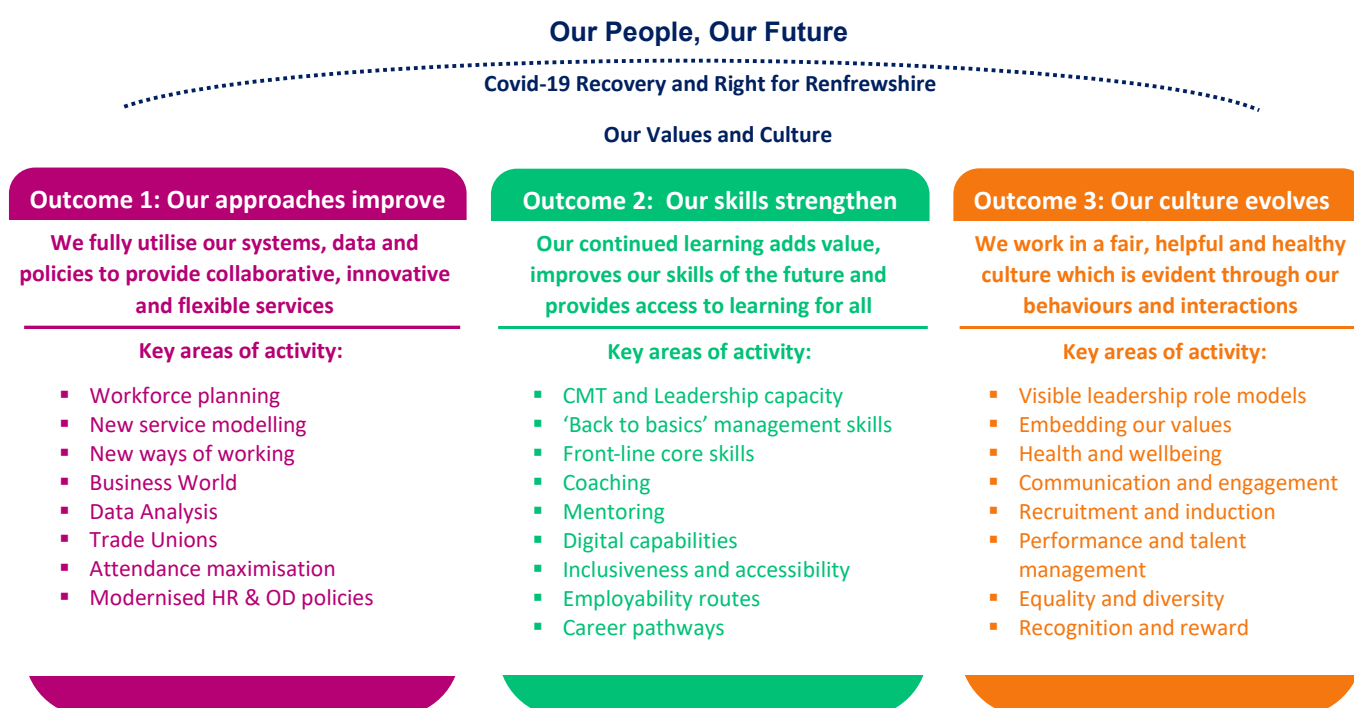 Our People, Our Future
Covid-19 Recovery and Right for Renfrewshire
Our Values and Culture
Outcome 1: Our approaches improve
We fully utilise our systems, data and
policies to provide collaborative, innovative
and flexible services
Key areas of activity:
▪ Workforce planning
▪ New service modelling
▪ New ways of working
▪ Business World
▪ Data Analysis
▪ Trade Unions
▪ Attendance maximisation
▪ Modernised HR & OD policies
Outcome 2:  Our skills strengthen
Our continued learning adds value,
improves our skills of the future and
provides access to learning for all
Key areas of activity:
▪ CMT and Leadership capacity
▪ ‘Back to basics’ management skills
▪ Front-line core skills
▪ Coaching
▪ Mentoring
▪ Digital capabilities
▪ Inclusiveness and accessibility
▪ Employability routes
▪ Career pathways
Outcome 3: Our culture evolves
We work in a fair, helpful and healthy
culture which is evident through our
behaviours and interactions
Key areas of activity:
▪ Visible leadership role models
▪ Embedding our values
▪ Health and wellbeing
▪ Communication and engagement
▪ Recruitment and induction
▪ Performance and talent
management
▪ Equality and diversity
▪ Recognition and reward